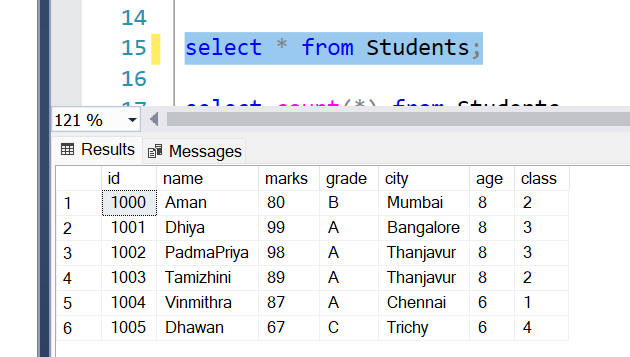 14
15 select * from Students;
16
17 select count(*) from Students
121 %
Results Messages
id name marks grade city age class
1 1000 Aman 80 B Mumbai 8 2
2 1001 Dhiya 99 A Bangalore 8 3
3 1002 PadmaPriya 98 A Thanjavur 8 3
4 1003 Tamizhini 89 A Thanjavur 8 2
5 1004 Vinmithra 87 A Chennai 6 1
6 1005 Dhawan 67 C Trichy 6 4